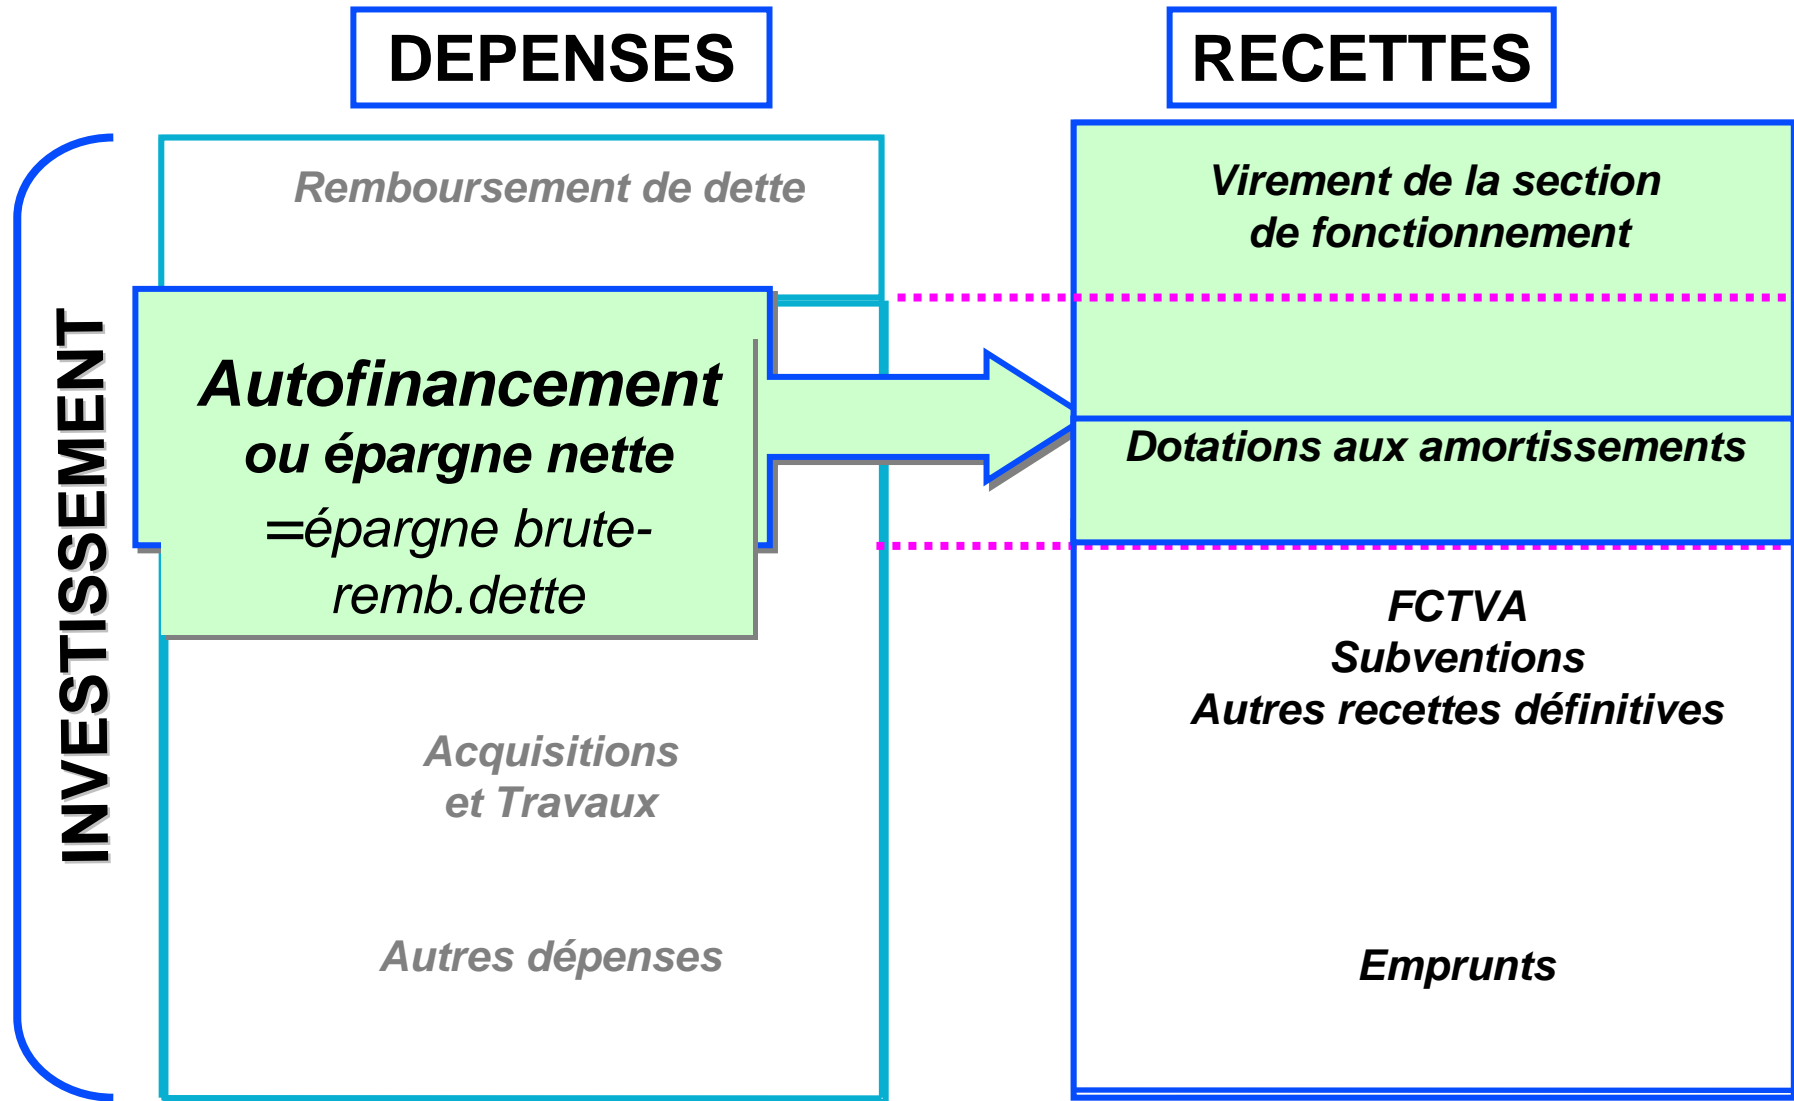 DEPENSES
RECETTES
INVESTISSEMENT
Remboursement de dette
Autofinancement
ou épargne nette
=épargne brute-
remb.dette
Acquisitions
et Travaux
Autres dépenses
Virement de la section
de fonctionnement
Dotations aux amortissements
FCTVA
Subventions
Autres recettes définitives
Emprunts